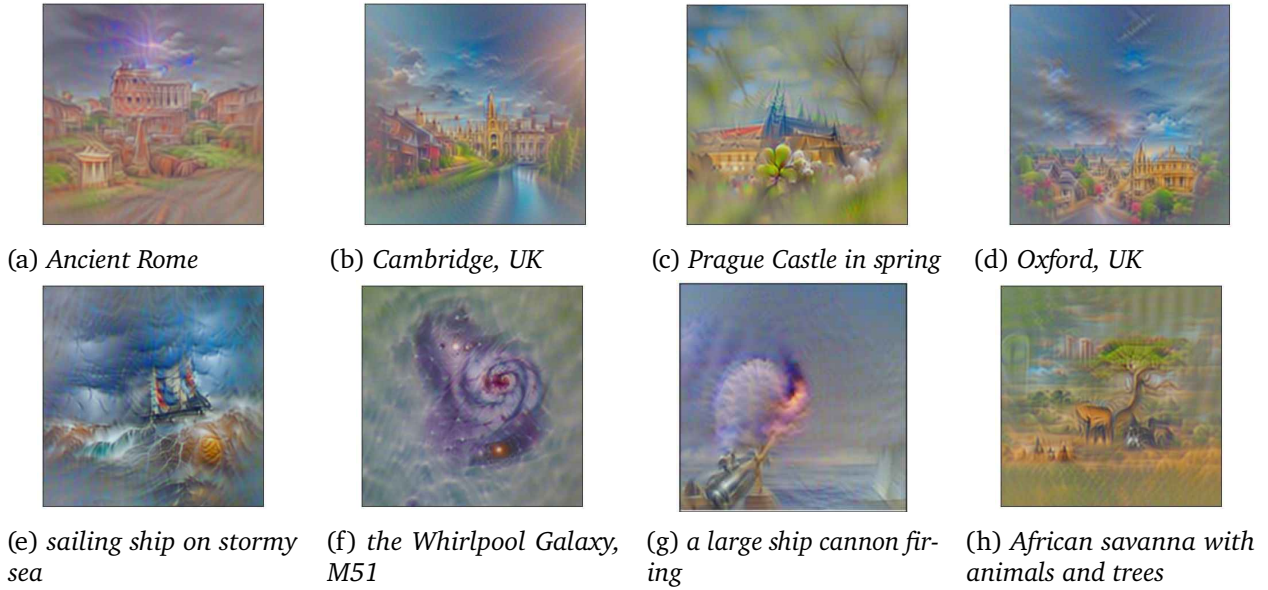 (a) Ancient Rome
(b) Cambridge, UK
(c) Prague Castle in spring
(d) Oxford, UK
(e) sailing ship on stormy
sea
(f) the Whirlpool Galaxy,
M51
(g) a large ship cannon fir-
ing
(h) African savanna with
animals and trees